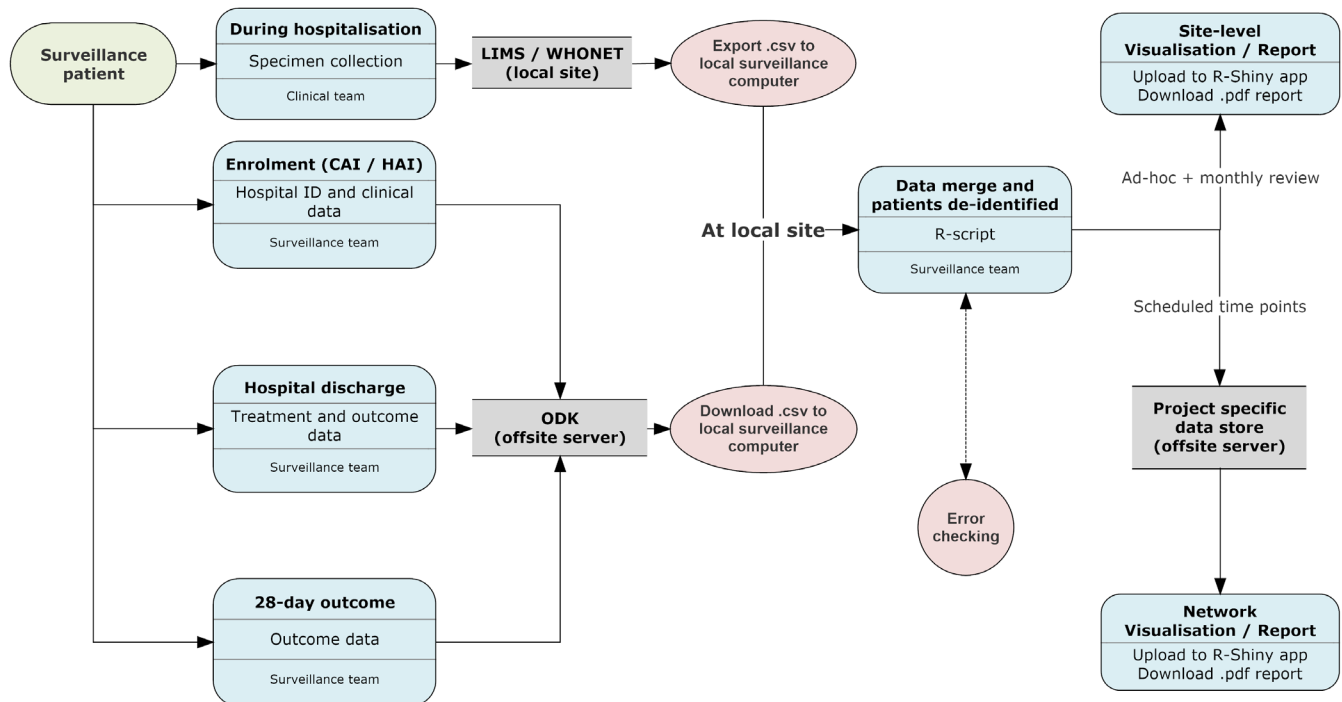 Surveillance
patient
During hospitalisation
Specimen collection
Clinical team
LIMS / WHONET
(local site)
Export .csv to
local surveillance
computer
Site-level
Visualisation / Report
Upload to R-Shiny app
Download .pdf report
Enrolment (CAI / HAI)
Hospital ID and clinical
data
Surveillance team
At local site
Data merge and
patients de-identified
R-script
Surveillance team
Ad-hoc + monthly review
Scheduled time points
Hospital discharge
Treatment and outcome
data
Surveillance team
ODK
(offsite server)
Download .csv to
local surveillance
computer
Project specific
data store
(offsite server)
Error
checking
28-day outcome
Outcome data
Surveillance team
Network
Visualisation / Report
Upload to R-Shiny app
Download .pdf report